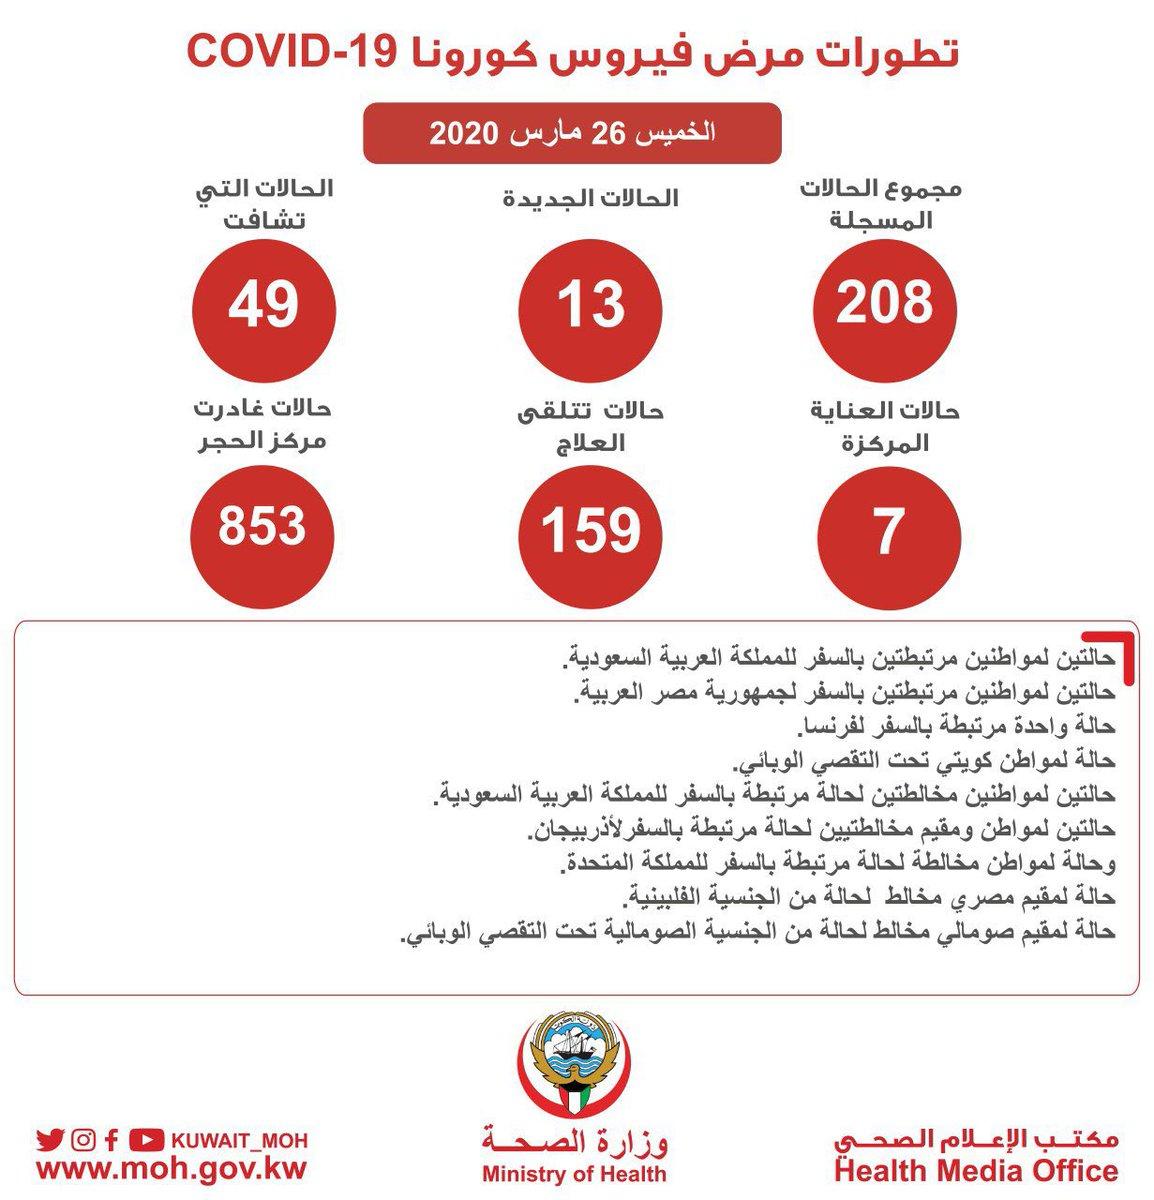 تطورات مرض فيروس كورونا COVID-19
الخميس 26 مارس 2020
مجموع الحالات
المسجلة
208
الحالات الجديدة
13
الحالات التي
تشافت
49
حالات العناية
المركزة
7
حالات تتلقى
العلاج
159
حالات غادرت
مركز الحجر
853
حالتين لمواطنين مرتبطتين بالسفر للمملكة العربية السعودية.
حالتين لمواطنين مرتبطتين بالسفر لجمهورية مصر العربية.
حالة واحدة مرتبطة بالسفر لفرنسا.
حالة لمواطن كويتي تحت التقصي الوبائي.
حالتين لمواطنين مخالطتين لحالة مرتبطة بالسفر للمملكة العربية السعودية.
حالتين لمواطن ومقيم مخالطتيين لحالة مرتبطة بالسفرلأذربيجان.
وحالة لمواطن مخالطة لحالة مرتبطة بالسفر للمملكة المتحدة.
حالة لمقيم مصري مخالط لحالة من الجنسية الفلبينية.
حالة لمقيم صومالي مخالط لحالة من الجنسية الصومالية تحت التقصي الوبائي.
دولة الكويت
مكتب الإعلام الصحي
Health Media Office
وزارة الصحة
Ministry of Health
KUWAIT_MOH
www.moh.gov.kw